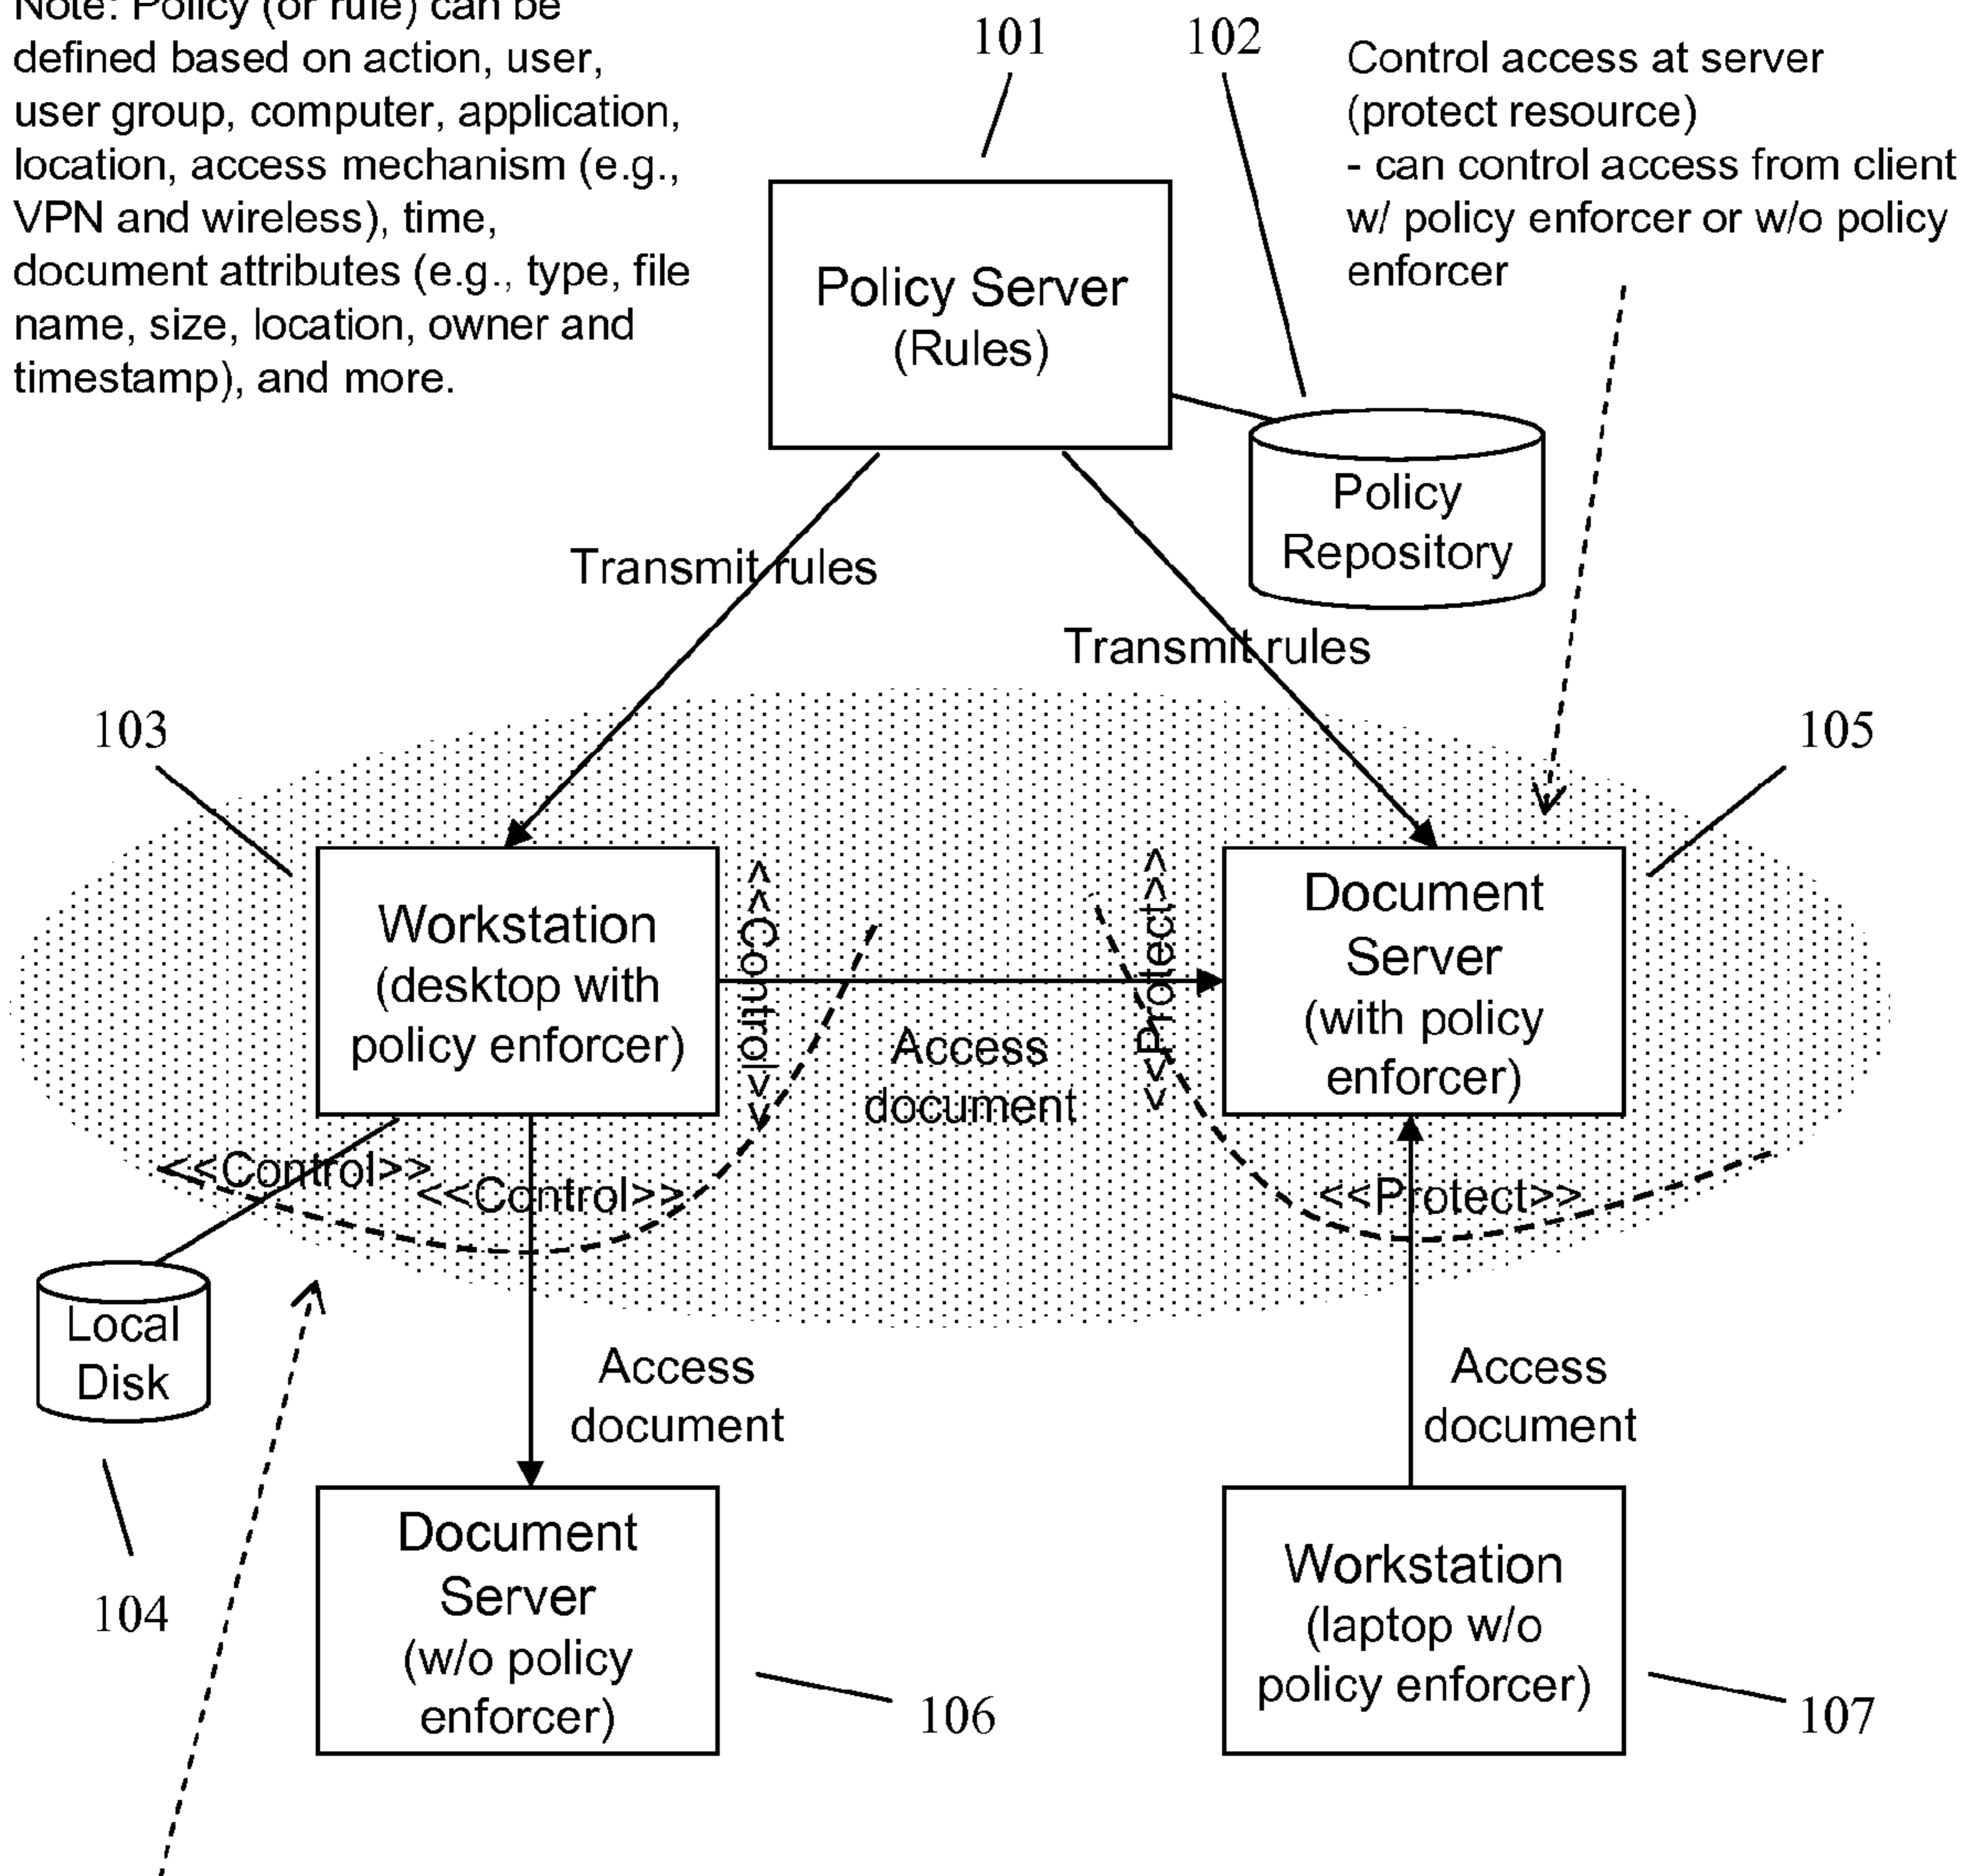 Note: Policy (or rule) can be
defined based on action, user,
user group, computer, application,
location, access mechanism (e.g.,
VPN and wireless), time,
document attributes (e.g., type, file
name, size, location, owner and
timestamp), and more.
101
102
Control access at server
(protect resource)
- can control access from client
w/ policy enforcer or w/o policy
enforcer
Policy Server
(Rules)
Policy
Repository
Transmit rules
Transmit rules
103
105
Workstation
(desktop with
policy enforcer)
<<Control>>
Access
document
<<Protect>>
Document
Server
(with policy
enforcer)
<<Control>>
<<Control>>
<<Protect>>
Local
Disk
104
Access
document
Access
document
Document
Server
(w/o policy
enforcer)
106
Workstation
(laptop w/o
policy enforcer)
107